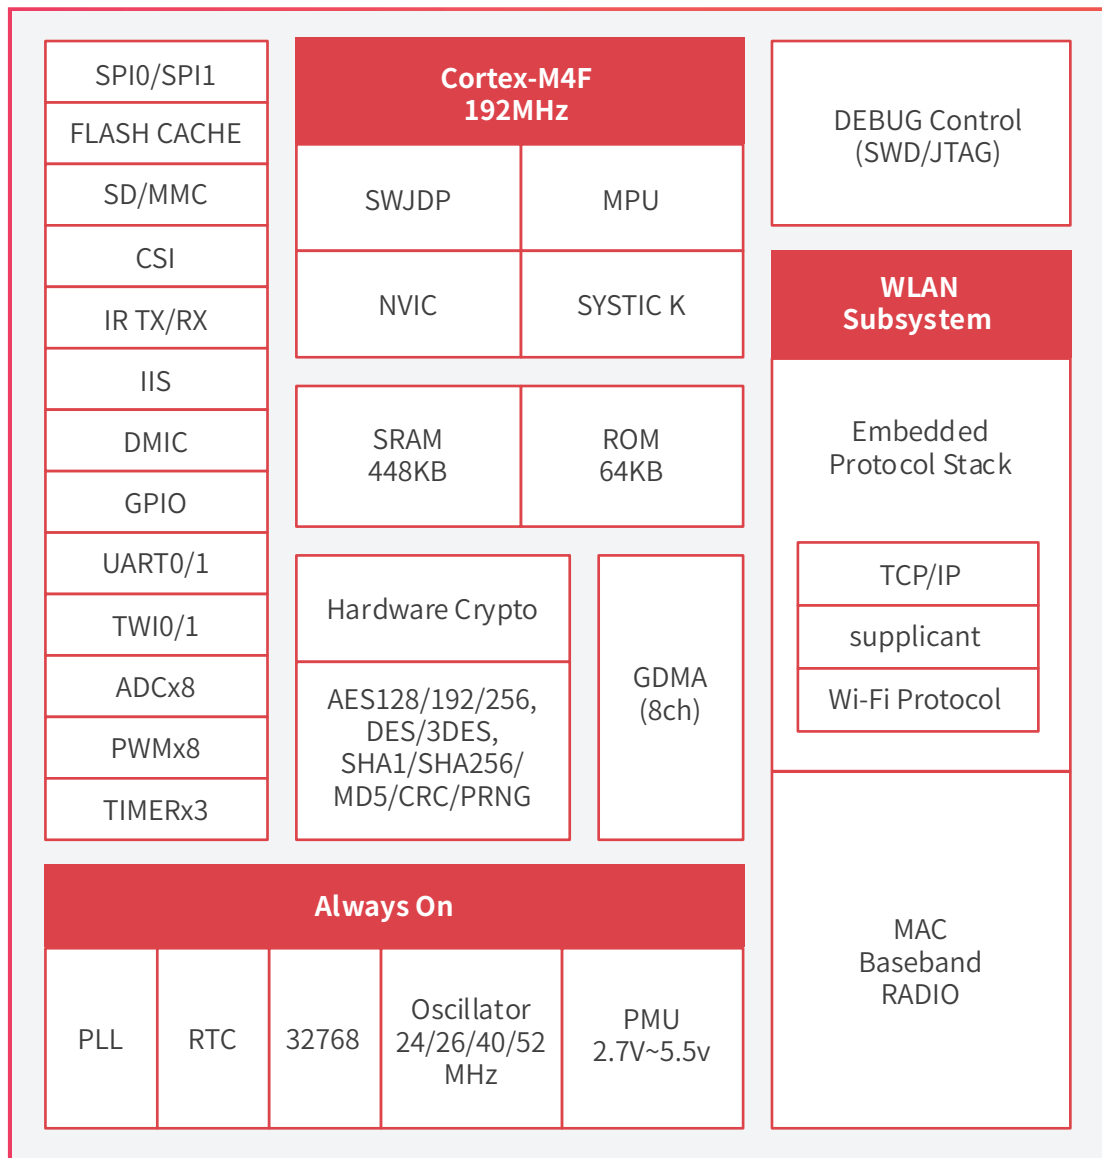 SPI0/SPI1
FLASH CACHE
SD/MMC
CSI
IR TX/RX
IIS
DMIC
GPIO
UART0/1
TWI0/1
ADCx8
PWMx8
TIMERx3
Cortex-M4F
192MHz
SWJDP
MPU
NVIC
SYSTIC K
SRAM
448KB
ROM
64KB
Hardware Crypto
AES128/192/256,
DES/3DES,
SHA1/SHA256/
MD5/CRC/PRNG
GDMA
(8ch)
DEBUG Control
(SWD/JTAG)
WLAN
Subsystem
Embedded
Protocol Stack
TCP/IP
supplicant
Wi-Fi Protocol
MAC
Baseband
RADIO
Always On
PLL
RTC
32768
Oscillator
24/26/40/52
MHz
PMU
2.7V~5.5v